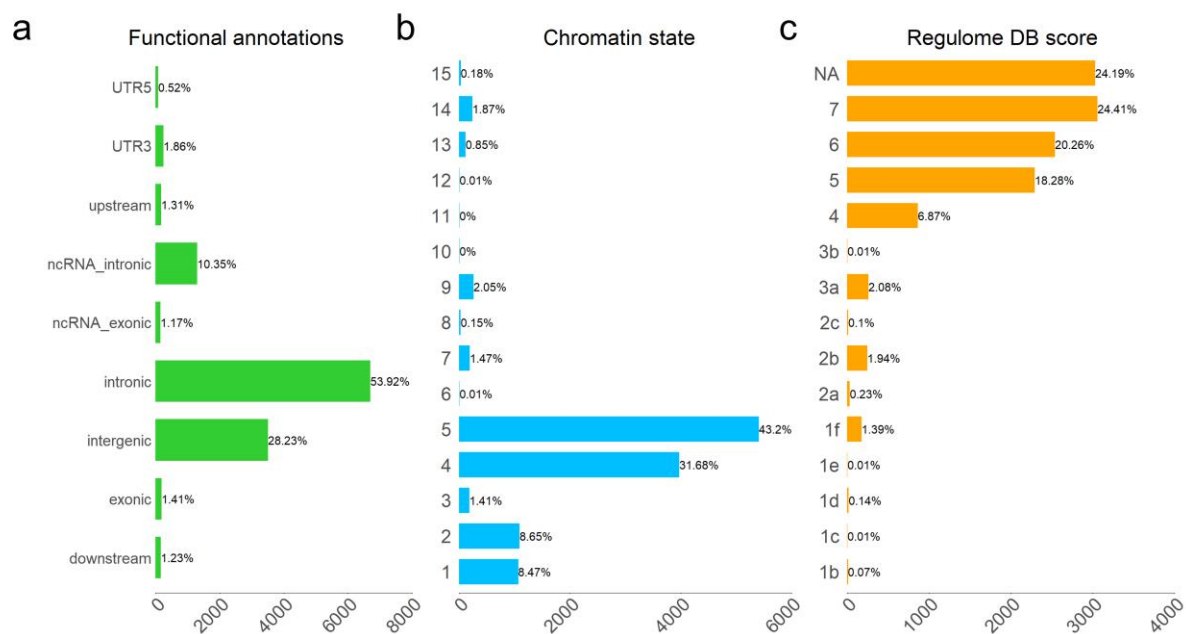 a
Functional annotations
UTR5
0.52%
UTR3
1.86%
upstream
1.31%
ncRNA_intronic
10.35%
ncRNA_exonic
1.17%
intronic
53.92%
intergenic
28.23%
exonic
1.41%
downstream
1.23%
0
2000
4000
6000
8000
b
Chromatin state
15
0.18%
14
1.87%
13
0.85%
12
0.01%
11
0%
10
0%
9
2.05%
8
0.15%
7
1.47%
6
0.01%
5
43.2%
4
31.68%
3
1.41%
2
8.65%
1
8.47%
0
2000
4000
6000
c
Regulome DB score
NA
24.19%
7
24.41%
6
20.26%
5
18.28%
4
6.87%
3b
0.01%
3a
2.08%
2c
0.1%
2b
1.94%
2a
0.23%
1f
1.39%
1e
0.01%
1d
0.14%
1c
0.01%
1b
0.07%
0
1000
2000
3000
4000